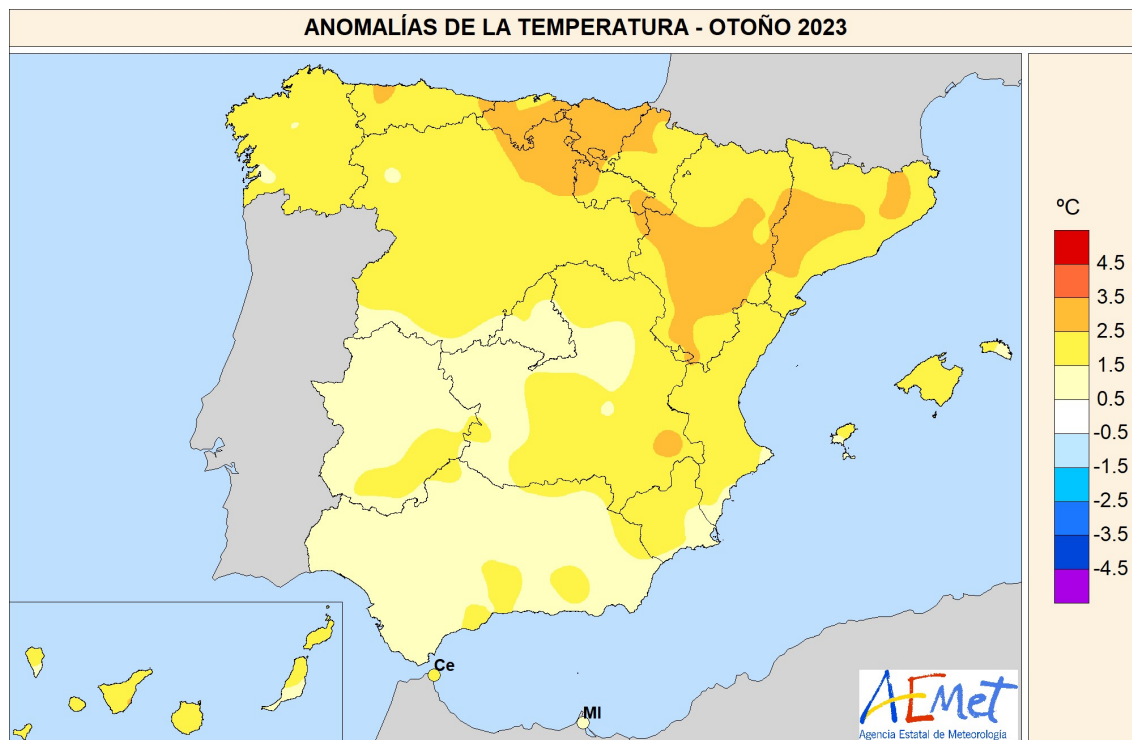 ANOMALÍAS DE LA TEMPERATURA - OTOÑO 2023
ºC
4.5
3.5
2.5
1.5
0.5
-0.5
-1.5
-2.5
-3.5
-4.5
Ce
Ml
AEMet
Agencia Estatal de Meteorología